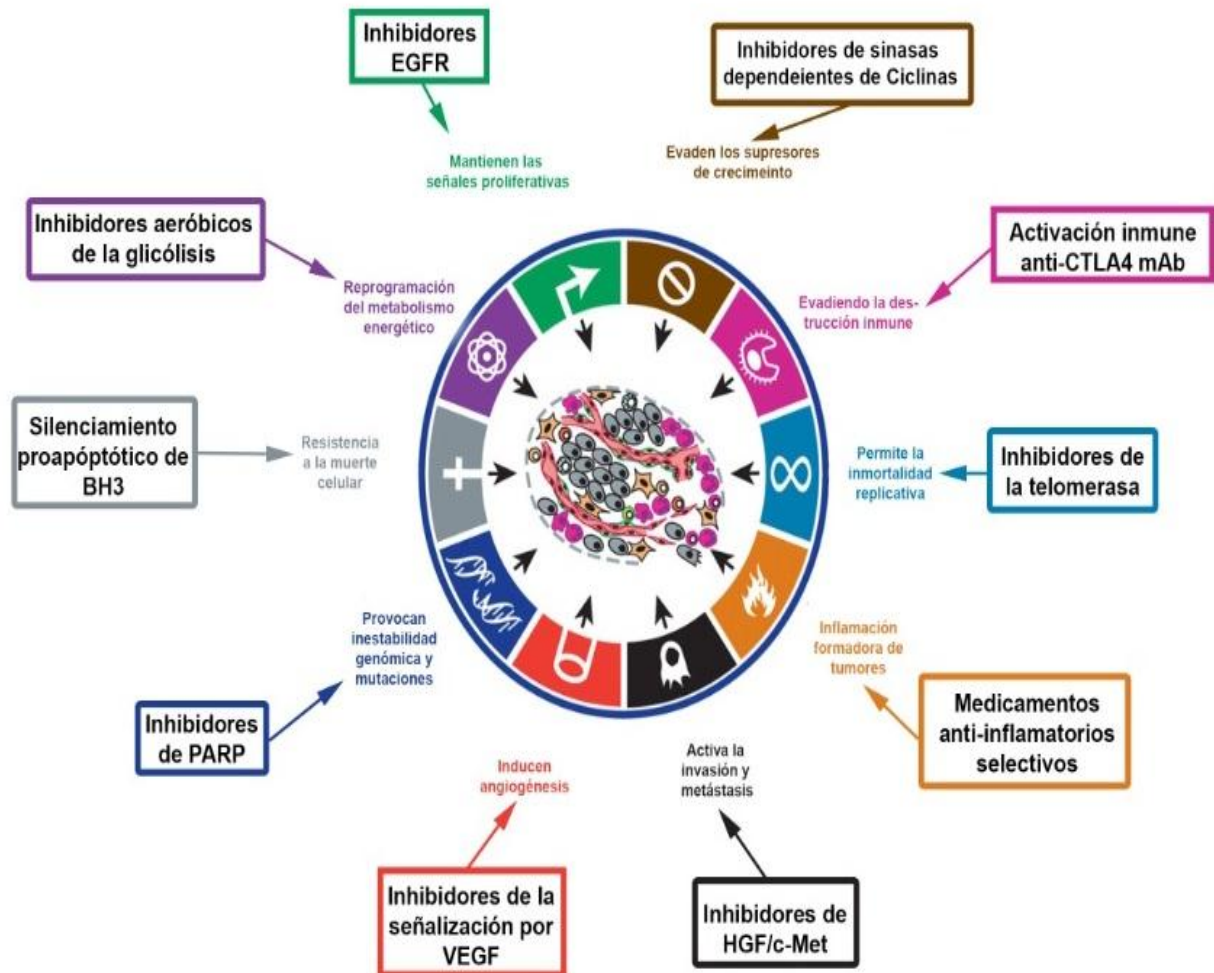 Inhibidores
EGFR
Mantienen las
señales proliferativas
Inhibidores de sinasas
dependeientes de Ciclinas
Evaden los supresores
de crecimeinto
Activación inmune
anti-CTLA4 mAb
Evadiendo la des-
trucción inmune
Inhibidores de
la telomerasa
Permite la
inmortalidad
replicativa
Medicamentos
anti-inflamatorios
selectivos
Inflamación
formadora de
tumores
Inhibidores de
HGF/c-Met
Activa la
invasión y
metástasis
Inhibidores de la
señalización por
VEGF
Inducen
angiogénesis
Inhibidores
de PARP
Provocan
inestabilidad
genómica y
mutaciones
Silenciamiento
proapóptótico de
BH3
Resistencia
a la muerte
celular
Inhibidores aeróbicos
de la glicólisis
Reprogramación
del metabolismo
energético